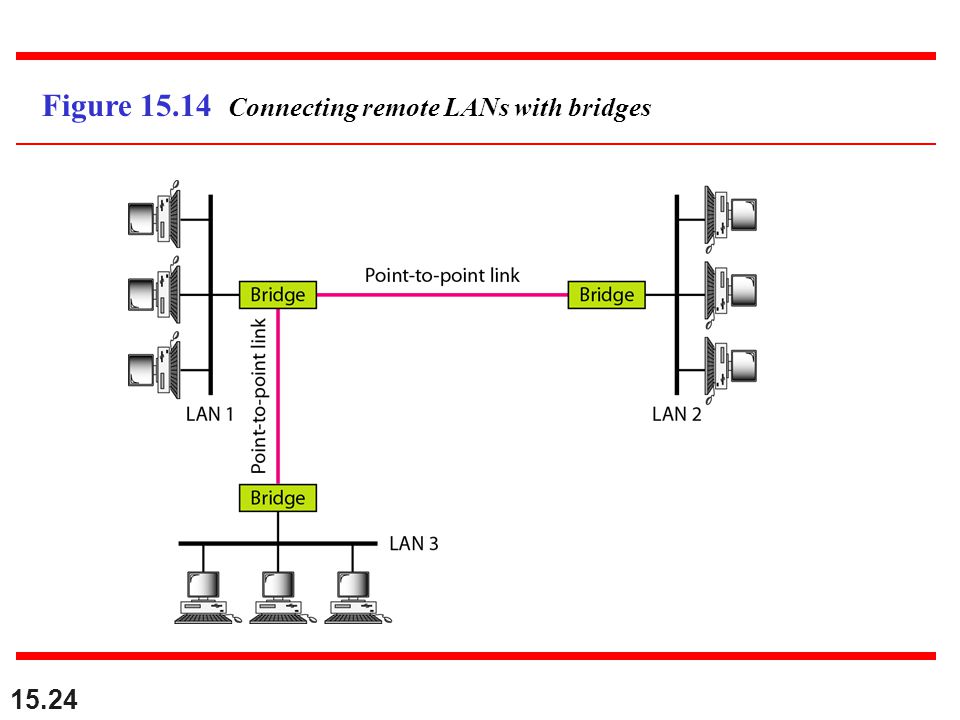 Figure 15.14 Connecting remote LANs with bridges
Point-to-point link
Bridge
Bridge
Point-to-point link
LAN 1
LAN 2
Bridge
LAN 3
15.24